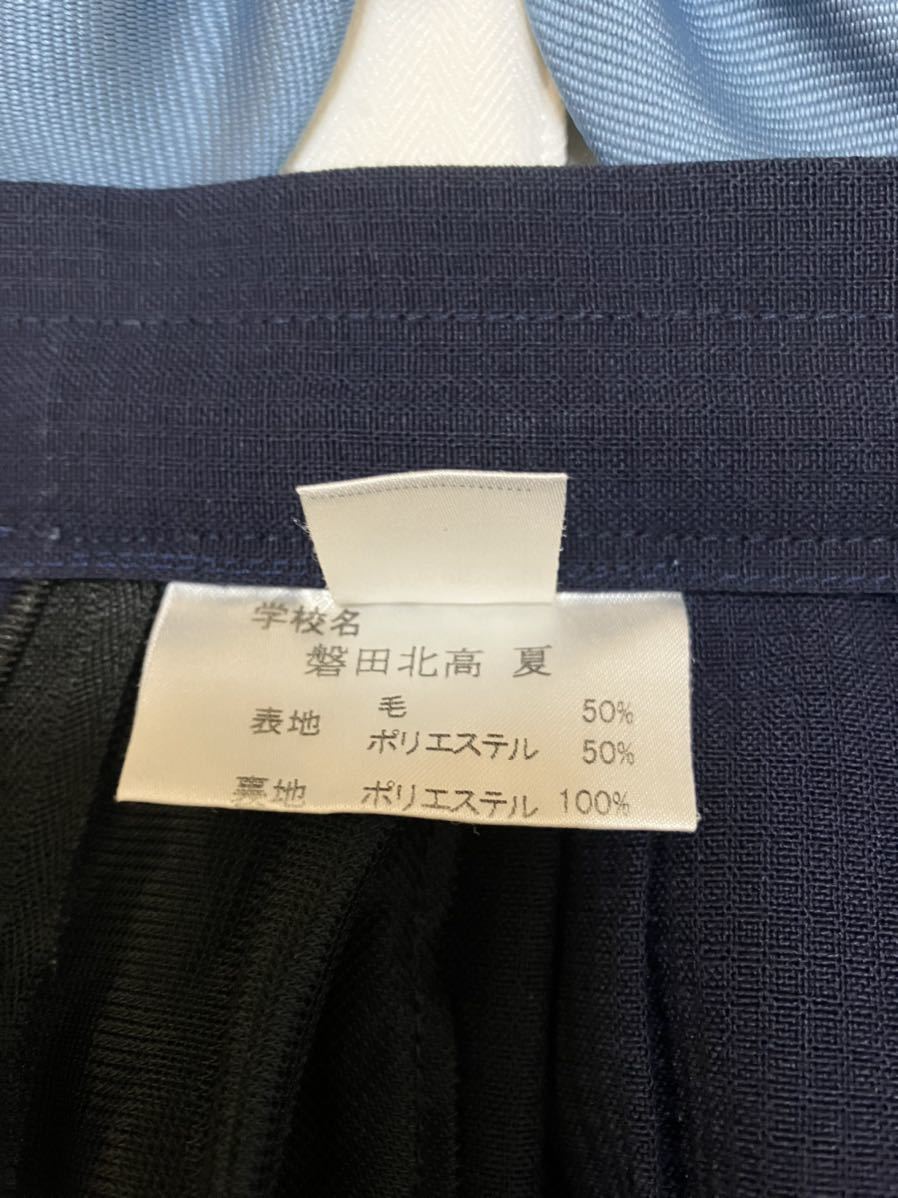 学校名
磐田北高 夏
表地 毛 50%
ポリエステル 50%
裏地 ポリエステル 100%